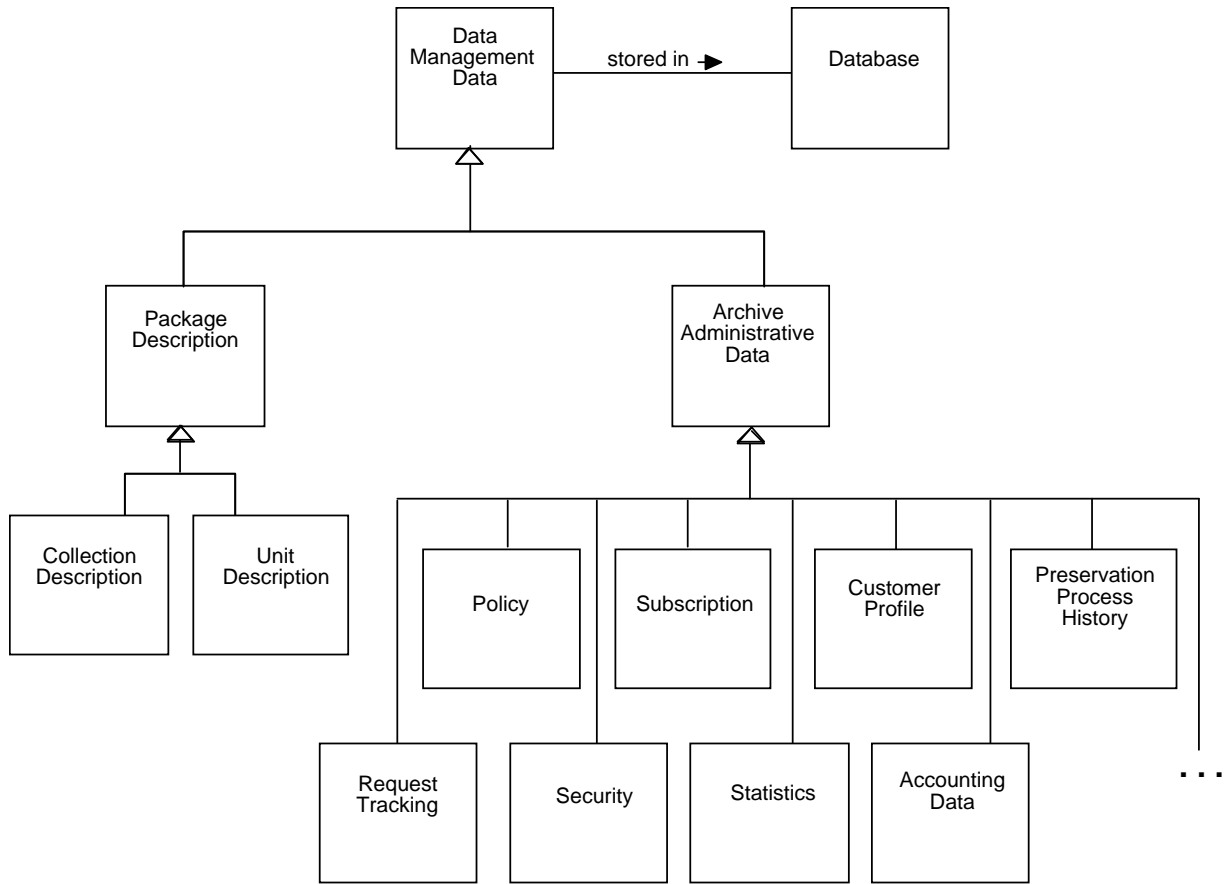 Data
Management
Data
stored in
Database
Package
Description
Archive
Administrative
Data
Collection
Description
Unit
Description
Policy
Subscription
Customer
Profile
Preservation
Process
History
Request
Tracking
Security
Statistics
Accounting
Data
. . .